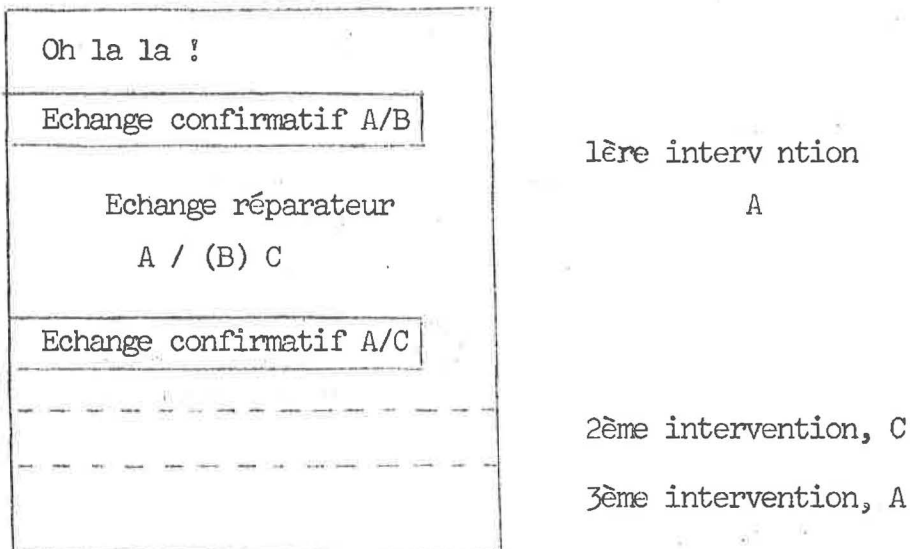 Oh la la !
Echange confirmatif A/B
1ère interv ntion
Echange réparateur
A
A / (B) C
Echange confirmatif A/C
2ème intervention, C
3ème intervention, A